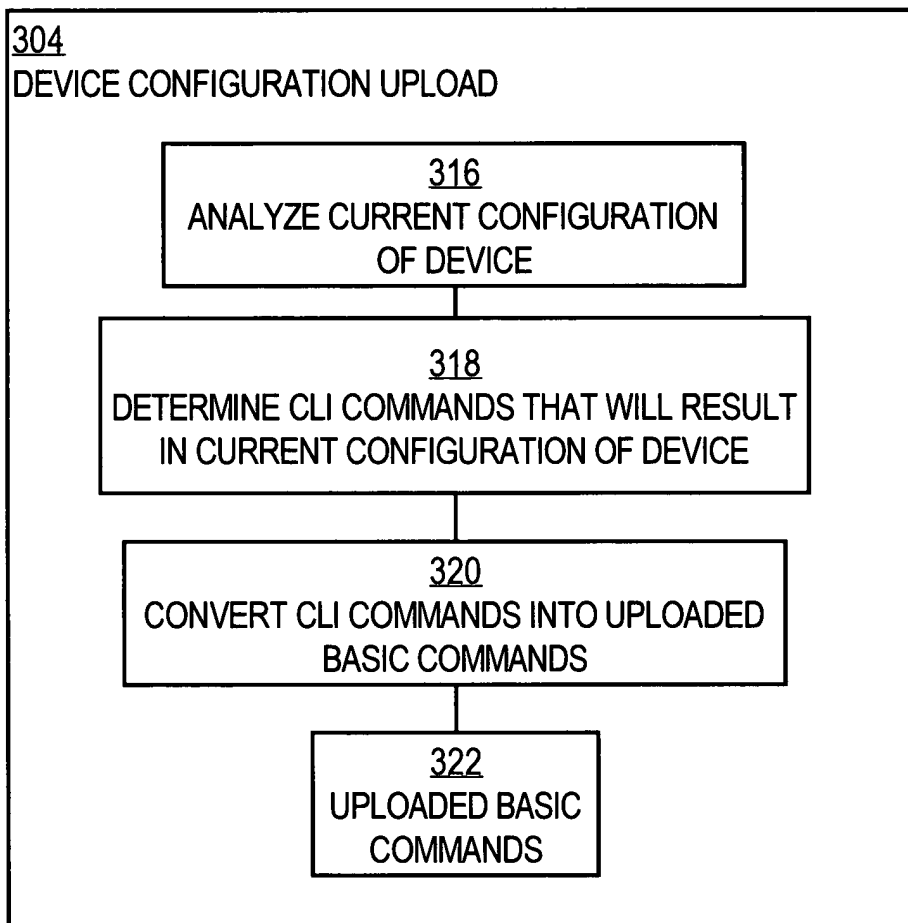 304
DEVICE CONFIGURATION UPLOAD
316
ANALYZE CURRENT CONFIGURATION
OF DEVICE
318
DETERMINE CLI COMMANDS THAT WILL RESULT
IN CURRENT CONFIGURATION OF DEVICE
320
CONVERT CLI COMMANDS INTO UPLOADED
BASIC COMMANDS
322
UPLOADED BASIC
COMMANDS